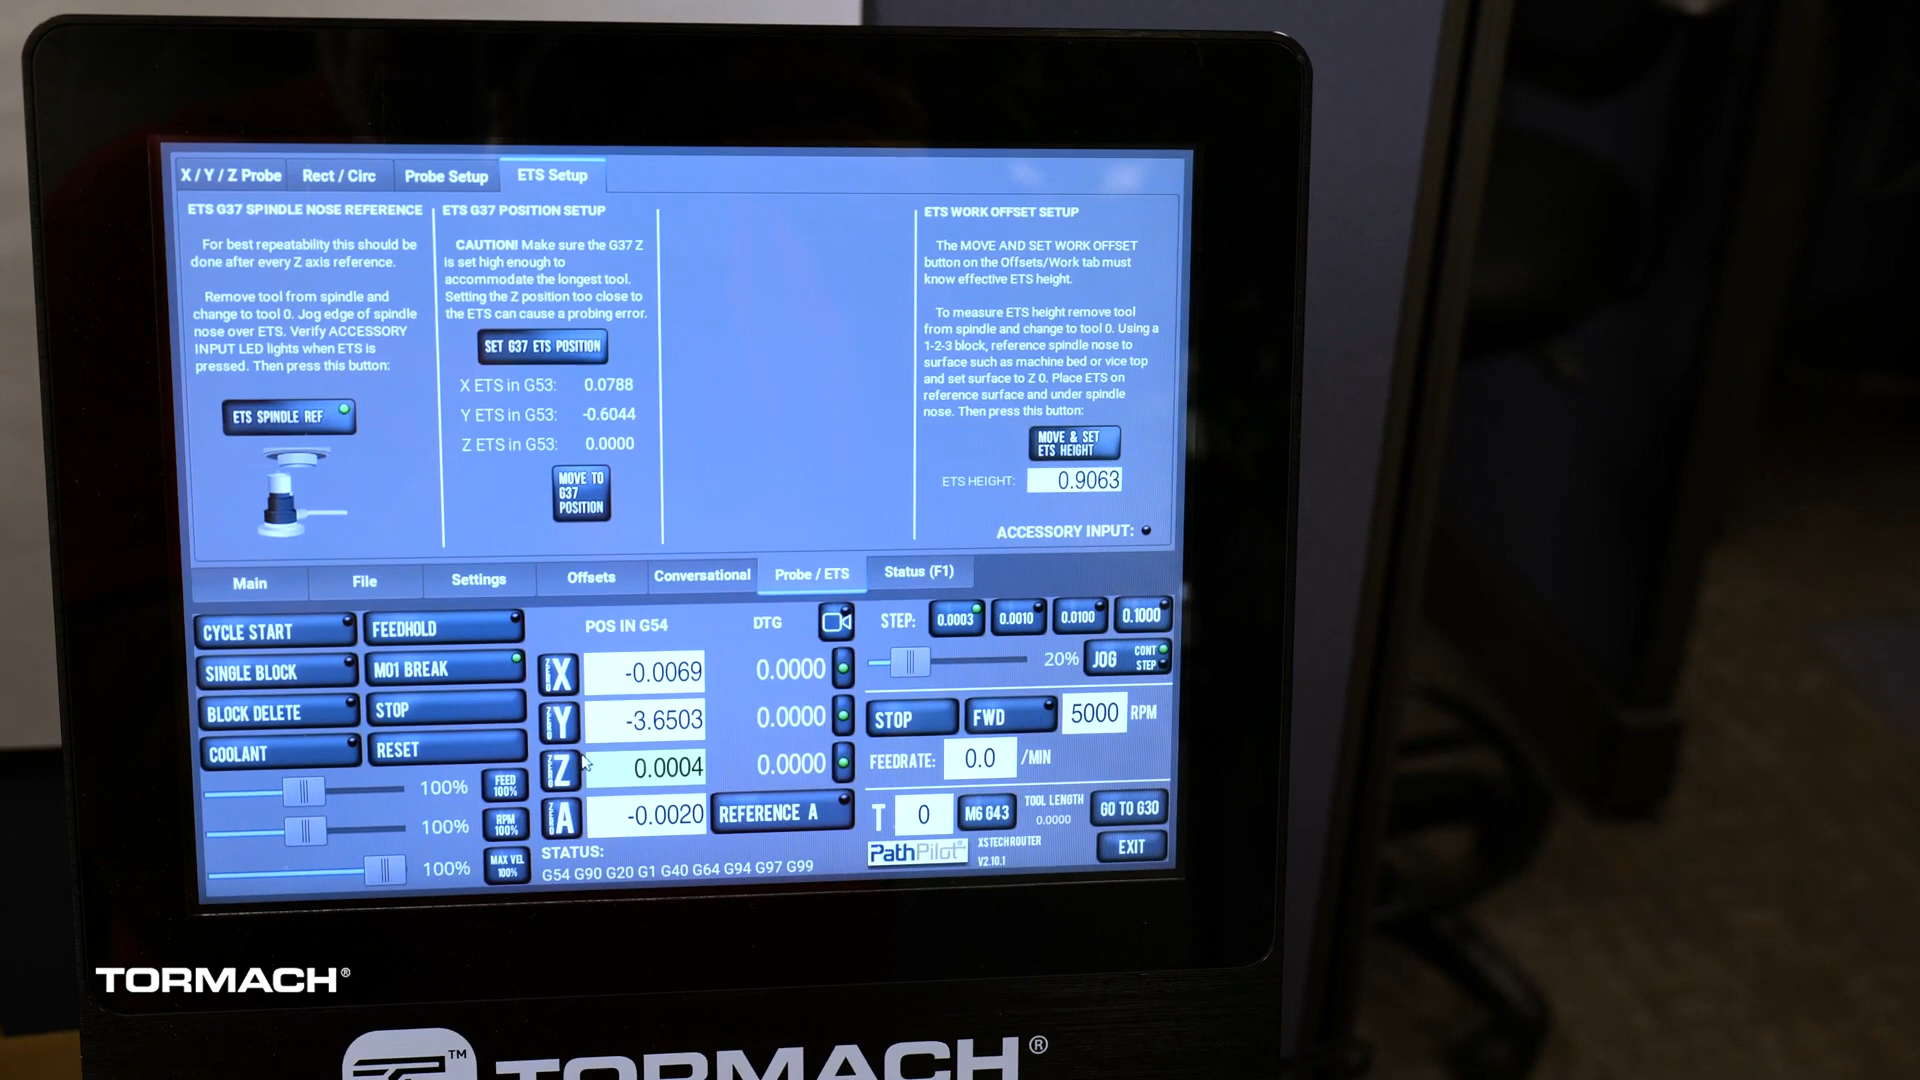 X / Y / Z Probe
Rect / Circ
Probe Setup
ETS Setup
ETS G37 SPINDLE NOSE REFERENCE
For best repeatability this should be
done after every Z axis reference.
Remove tool from spindle and
change to tool 0. Jog edge of spindle
nose over ETS. Verify ACCESSORY
INPUT LED lights when ETS is
pressed. Then press this button:
ETS SPINDLE REF
ETS G37 POSITION SETUP
CAUTION! Make sure the G37 Z
is set high enough to
accommodate the longest tool.
Setting the Z position too close to
the ETS can cause a probing error.
SET G37 ETS POSITION
X ETS in G53: 0.0788
Y ETS in G53: -0.6044
Z ETS in G53: 0.0000
MOVE TO
G37
POSITION
ETS WORK OFFSET SETUP
The MOVE AND SET WORK OFFSET
button on the Offsets/Work tab must
know effective ETS height.
To measure ETS height remove tool
from spindle and change to tool 0. Using a
1-2-3 block, reference spindle nose to
surface such as machine bed or vice top
and set surface to Z 0. Place ETS on
reference surface and under spindle
nose. Then press this button:
MOVE & SET
ETS HEIGHT
ETS HEIGHT: 0.9063
ACCESSORY INPUT:
Main
File
Settings
Offsets
Conversational
Probe / ETS
Status (F1)
CYCLE START
FEEDHOLD
SINGLE BLOCK
M01 BREAK
BLOCK DELETE
STOP
COOLANT
RESET
100%
FEED
100%
100%
RPM
100%
100%
MAX VEL
100%
POS IN G54
DTG
ZERO X -0.0069 0.0000
ZERO Y -3.6503 0.0000
ZERO Z 0.0004 0.0000
ZERO A -0.0020
REFERENCE A
STATUS:
G54 G90 G20 G1 G40 G64 G94 G97 G99
STEP: 0.0003 0.0010 0.0100 0.1000
20%
JOG
CONT
STEP
STOP
FWD
5000 RPM
FEEDRATE: 0.0 /MIN
T 0
M6 G43
TOOL LENGTH
0.0000
GO TO G30
PathPilot®
XSTECH ROUTER
V2.10.1
EXIT
TORMACH®
TM
TORMACH®